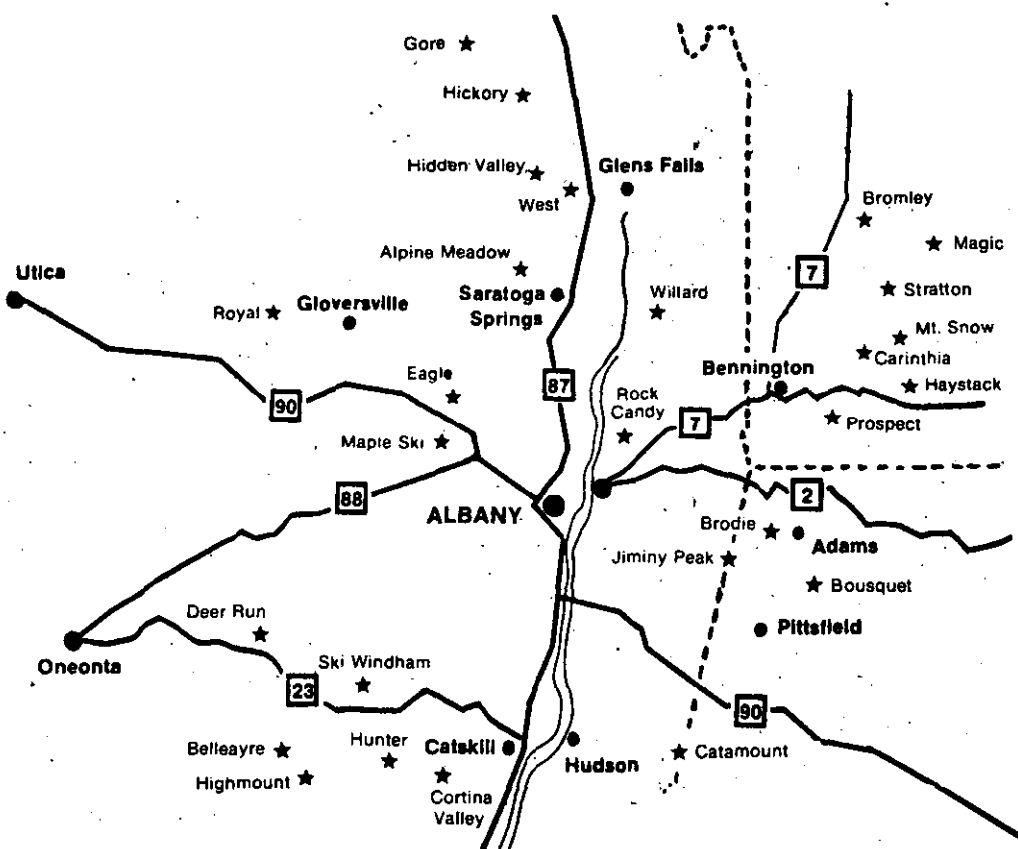 Gore
Hickory
Hidden Valley
West
Glens Falls
Bromley
Magic
Alpine Meadow
7
Utica
Saratoga
Springs
Willard
Stratton
Royal
Gloversville
Mt. Snow
Carinthia
Bennington
Eagle
87
Haystack
90
Rock
Candy
7
Prospect
Maple Ski
88
ALBANY
2
Brodie
Adams
Jiminy Peak
Bousquet
Deer Run
Pittsfield
Oneonta
Ski Windham
23
90
Belleayre
Hunter
Catskill
Hudson
Catamount
Highmount
Cortina
Valley